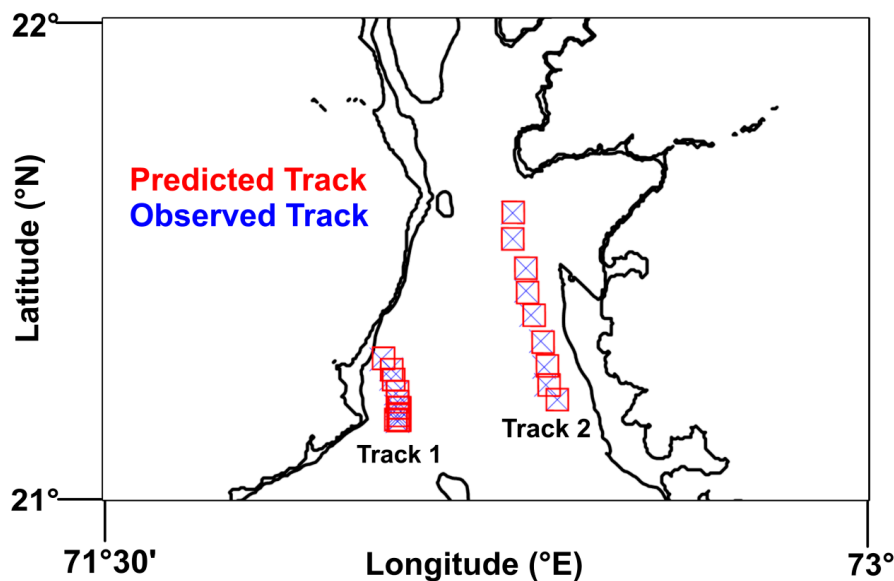 22°
Latitude (°N)
Predicted Track
Observed Track
Track 1
Track 2
21°
71°30'
Longitude (°E)
73°